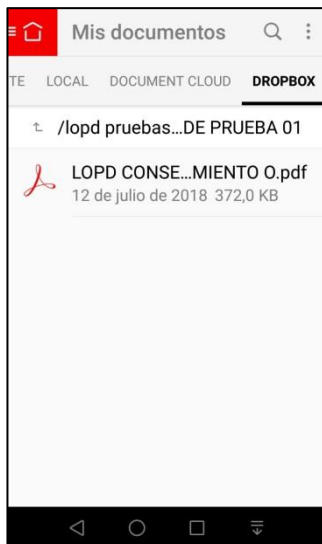 Mis documentos
TE LOCAL DOCUMENT CLOUD DROPBOX
/lopd pruebas...DE PRUEBA 01
LOPD CONSE...MIENTO O.pdf
12 de julio de 2018 372,0 KB